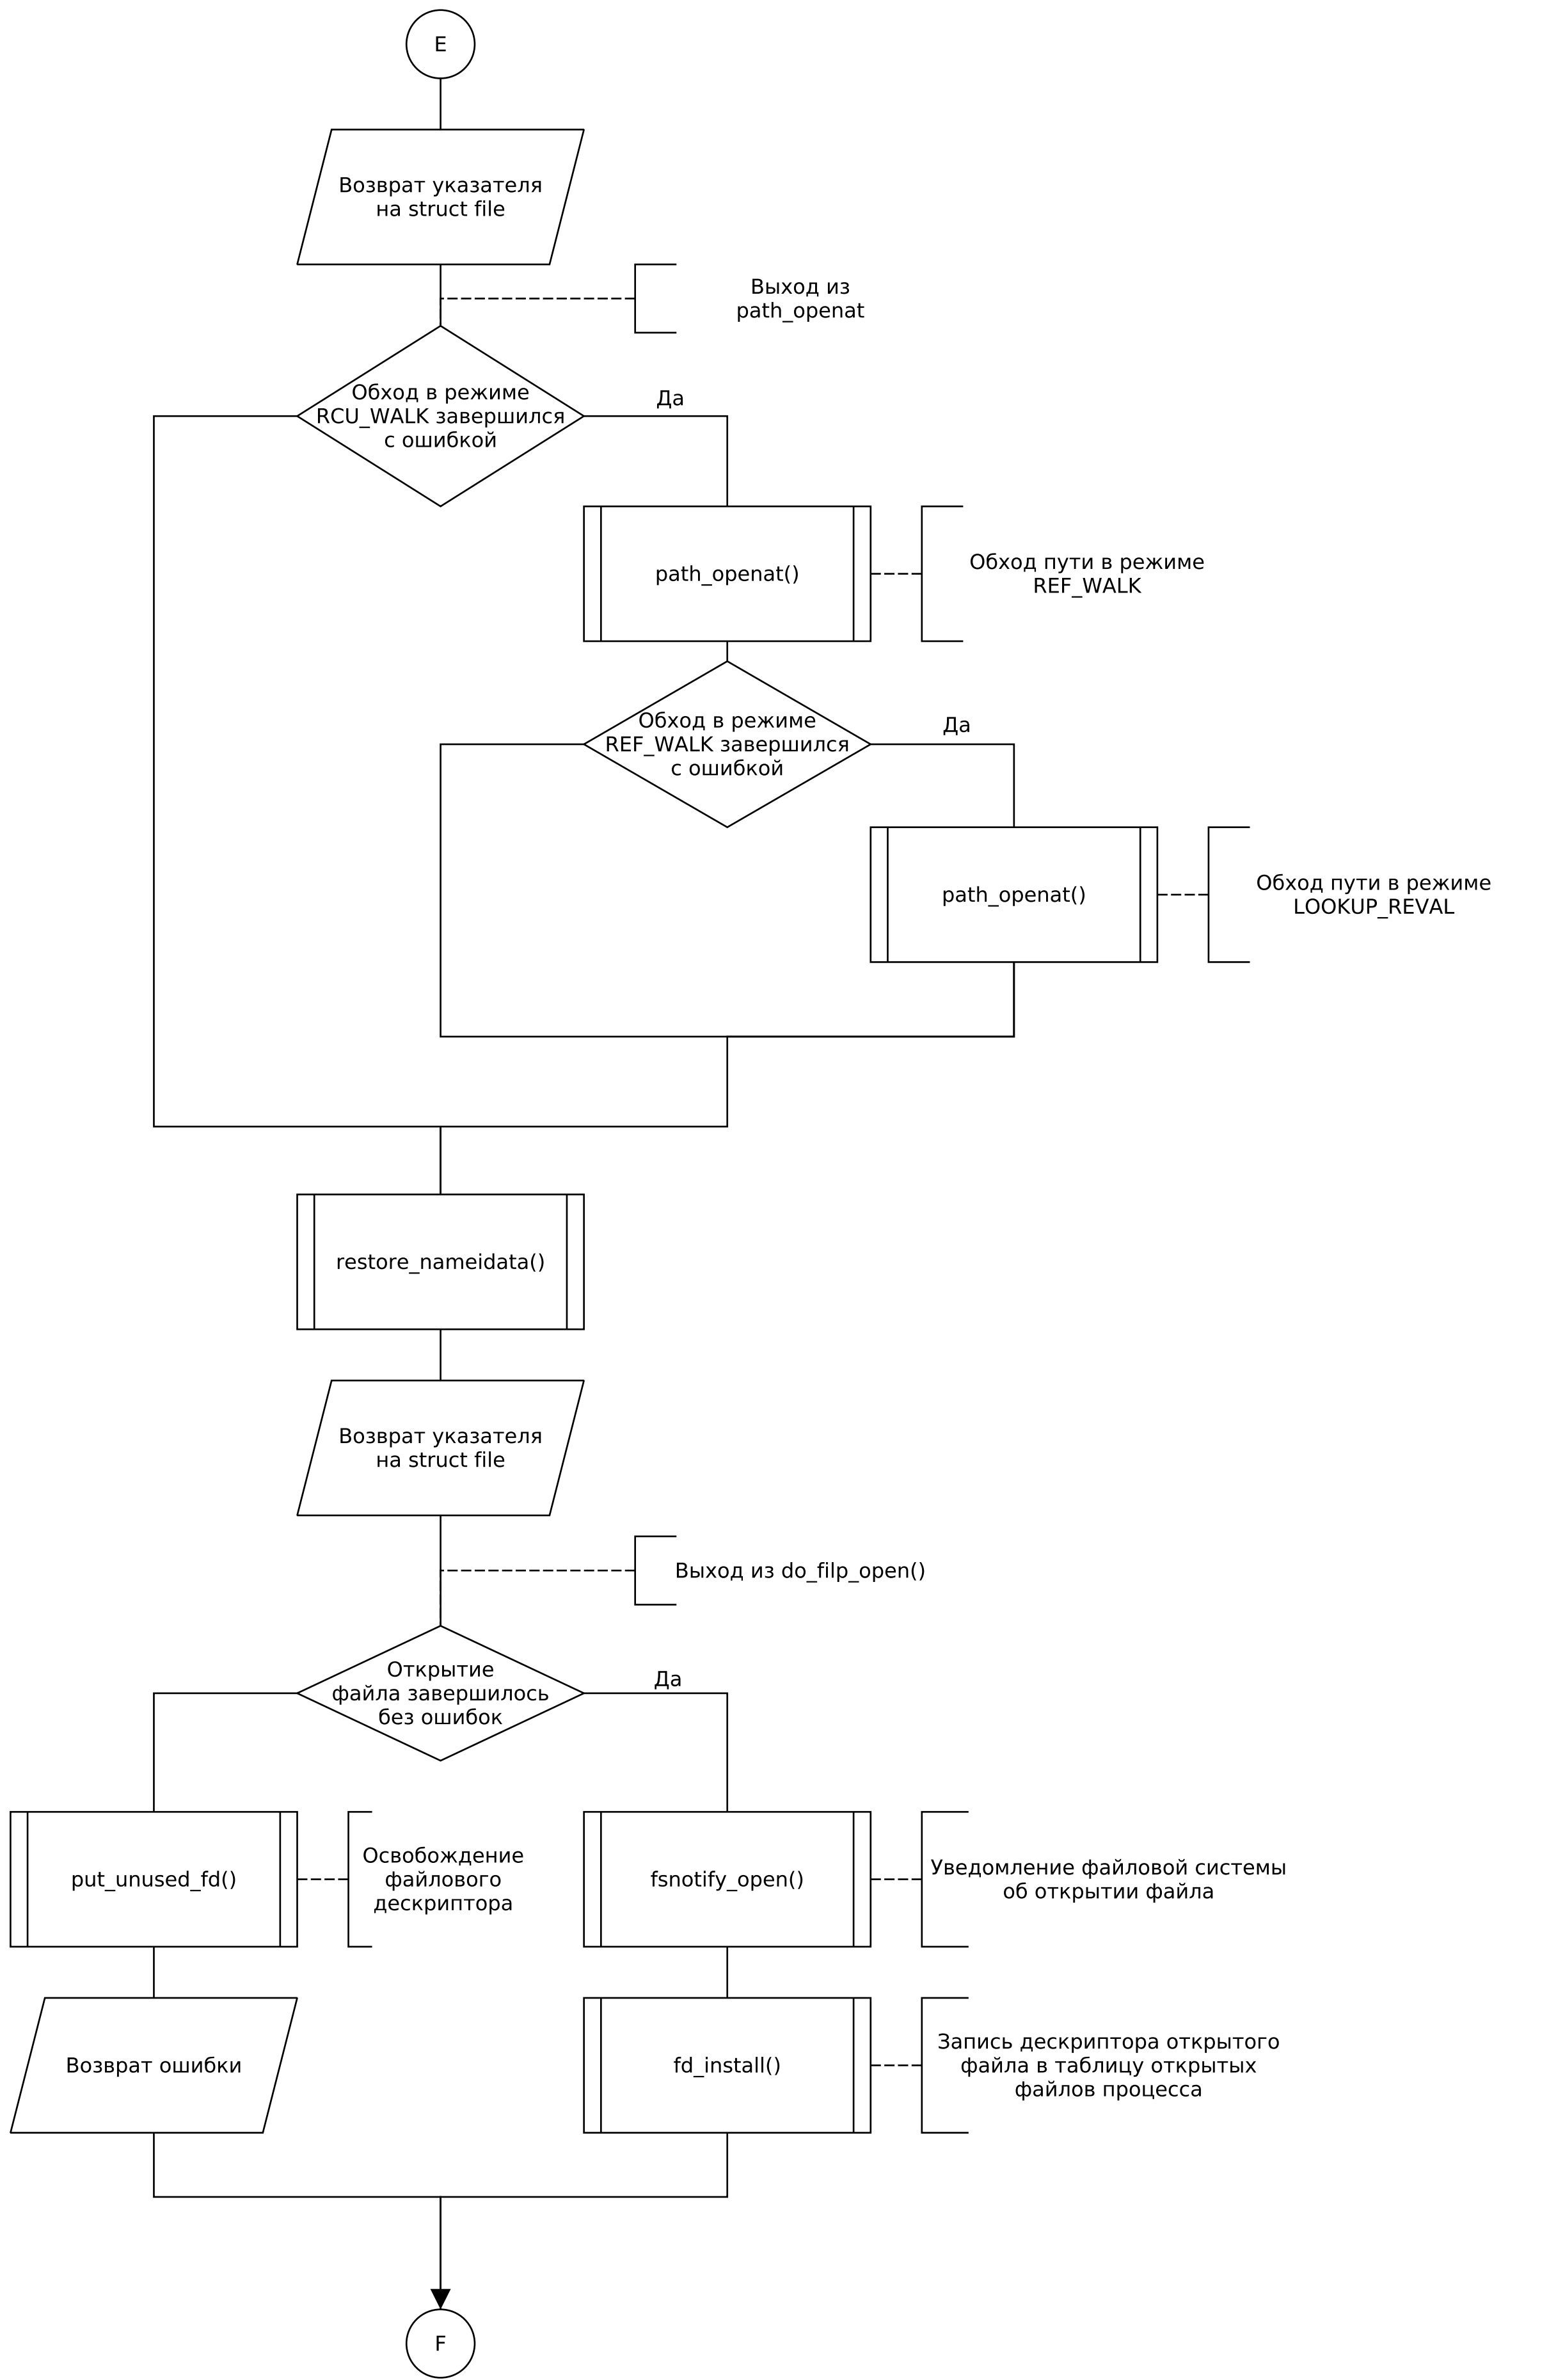 E
Возврат указателя
на struct file
Выход из
path_openat
Обход в режиме
RCU_WALK завершился
с ошибкой
Да
path_openat()
Обход пути в режиме
REF_WALK
Обход в режиме
REF_WALK завершился
с ошибкой
Да
path_openat()
Обход пути в режиме
LOOKUP_REVAL
restore_nameidata()
Возврат указателя
на struct file
Выход из do_filp_open()
Открытие
файла завершилось
без ошибок
Да
put_unused_fd()
Освобождение
файлового
дескриптора
fsnotify_open()
Уведомление файловой системы
об открытии файла
Возврат ошибки
fd_install()
Запись дескриптора открытого
файла в таблицу открытых
файлов процесса
F